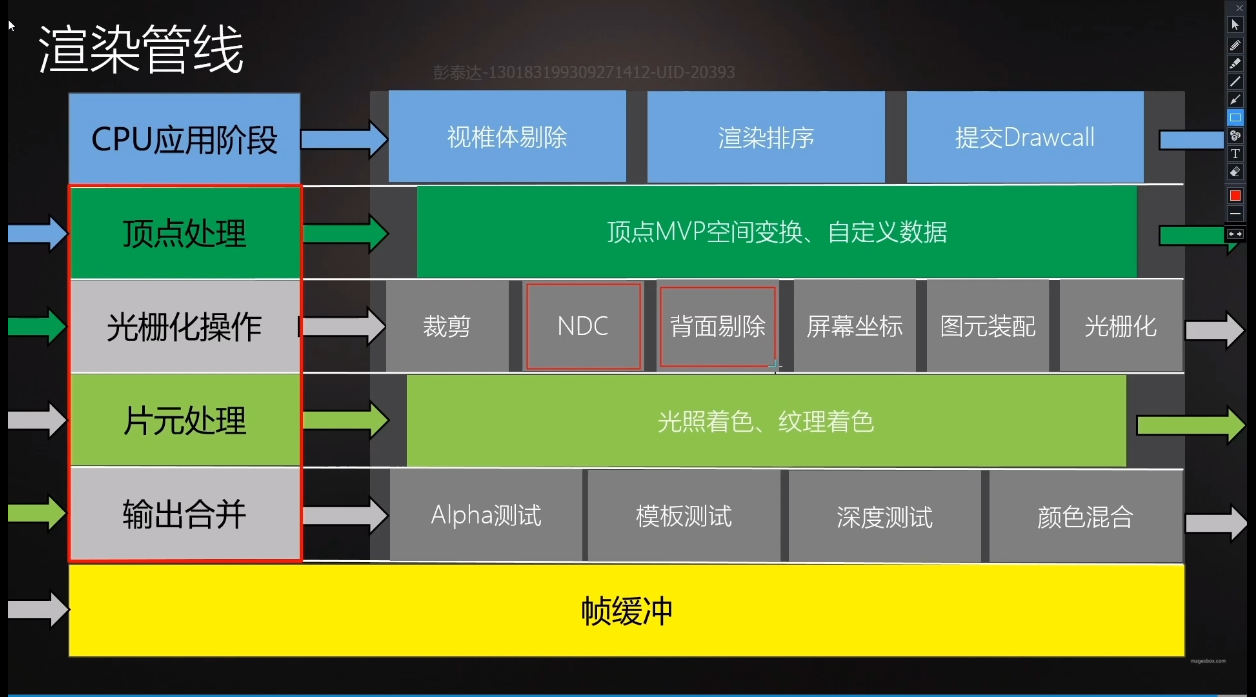 渲染管线
彭泰达-130183199309271412-UID-20393
CPU应用阶段
视椎体剔除
渲染排序
提交Drawcall
顶点处理
顶点MVP空间变换、自定义数据
光栅化操作
裁剪
NDC
背面剔除
屏幕坐标
图元装配
光栅化
片元处理
光照着色、纹理着色
输出合并
Alpha测试
模板测试
深度测试
颜色混合
帧缓冲
magesbox.com